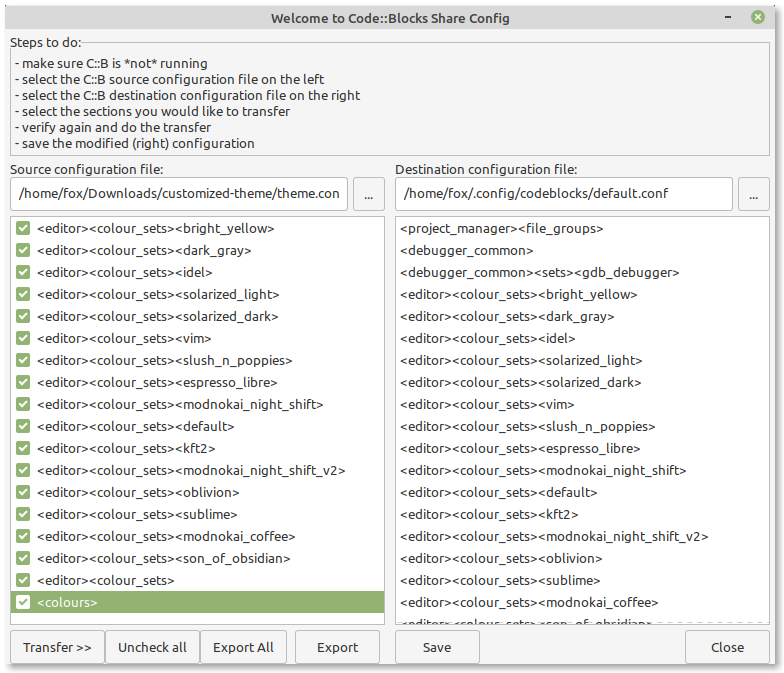 Welcome to Code::Blocks Share Config
Steps to do:
- make sure C::B is *not* running
- select the C::B source configuration file on the left
- select the C::B destination configuration file on the right
- select the sections you would like to transfer
- verify again and do the transfer
- save the modified (right) configuration
Source configuration file:
/home/fox/Downloads/customized-theme/theme.con
...
<editor><colour_sets><bright_yellow>
<editor><colour_sets><dark_gray>
<editor><colour_sets><idel>
<editor><colour_sets><solarized_light>
<editor><colour_sets><solarized_dark>
<editor><colour_sets><vim>
<editor><colour_sets><slush_n_poppies>
<editor><colour_sets><espresso_libre>
<editor><colour_sets><modnokai_night_shift>
<editor><colour_sets><default>
<editor><colour_sets><kft2>
<editor><colour_sets><modnokai_night_shift_v2>
<editor><colour_sets><oblivion>
<editor><colour_sets><sublime>
<editor><colour_sets><modnokai_coffee>
<editor><colour_sets><son_of_obsidian>
<editor><colour_sets>
<colours>
Destination configuration file:
/home/fox/.config/codeblocks/default.conf
...
<project_manager><file_groups>
<debugger_common>
<debugger_common><sets><gdb_debugger>
<editor><colour_sets><bright_yellow>
<editor><colour_sets><dark_gray>
<editor><colour_sets><idel>
<editor><colour_sets><solarized_light>
<editor><colour_sets><solarized_dark>
<editor><colour_sets><vim>
<editor><colour_sets><slush_n_poppies>
<editor><colour_sets><espresso_libre>
<editor><colour_sets><modnokai_night_shift>
<editor><colour_sets><default>
<editor><colour_sets><kft2>
<editor><colour_sets><modnokai_night_shift_v2>
<editor><colour_sets><oblivion>
<editor><colour_sets><sublime>
<editor><colour_sets><modnokai_coffee>
<editor><colour_sets><son_of_obsidian>
Transfer >>
Uncheck all
Export All
Export
Save
Close